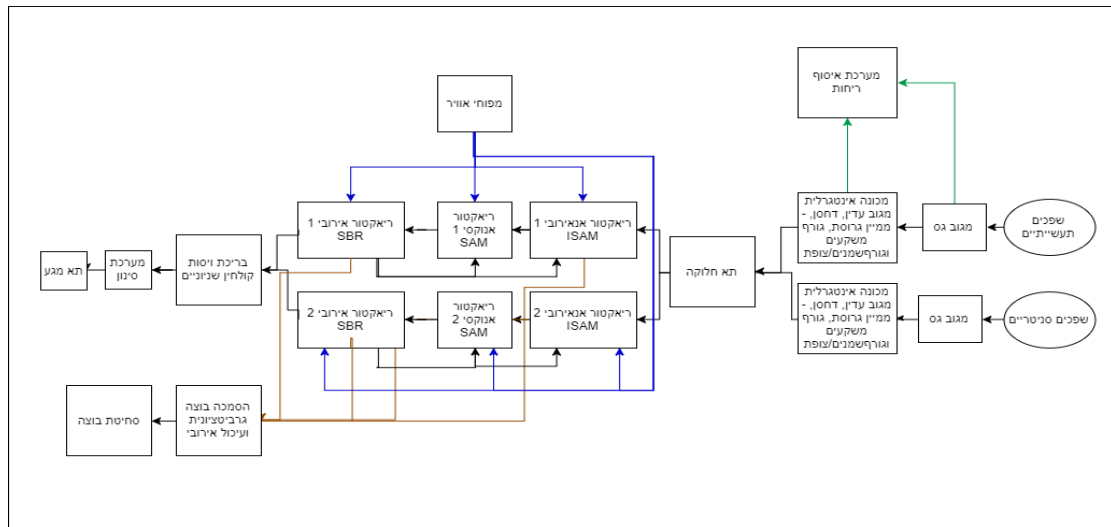 מערכת איסוף
ריחות
מפוחי אוויר
שפכים
תעשייתיים
מגוב גס
מכונה אינטגרלית
- מגוב עדין, דחסן,
ממיין גרוסת, גורף
משקעים
וגורףשמנים/צופת
ריאקטור אנאירובי 1
ISAM
ריאקטור
אנוקסי 1
SAM
ריאקטור אירובי 1
SBR
תא חלוקה
בריכת ויסות
קולחין שניוניים
מערכת
סינון
תא מגע
שפכים סניטריים
מגוב גס
מכונה אינטגרלית
- מגוב עדין, דחסן,
ממיין גרוסת, גורף
משקעים
וגורףשמנים/צופת
ריאקטור אנאירובי 2
ISAM
ריאקטור
אנוקסי 2
SAM
ריאקטור אירובי 2
SBR
הסמכה בוצה
גרביטציונית
ועיכול אירובי
סחיטת בוצה